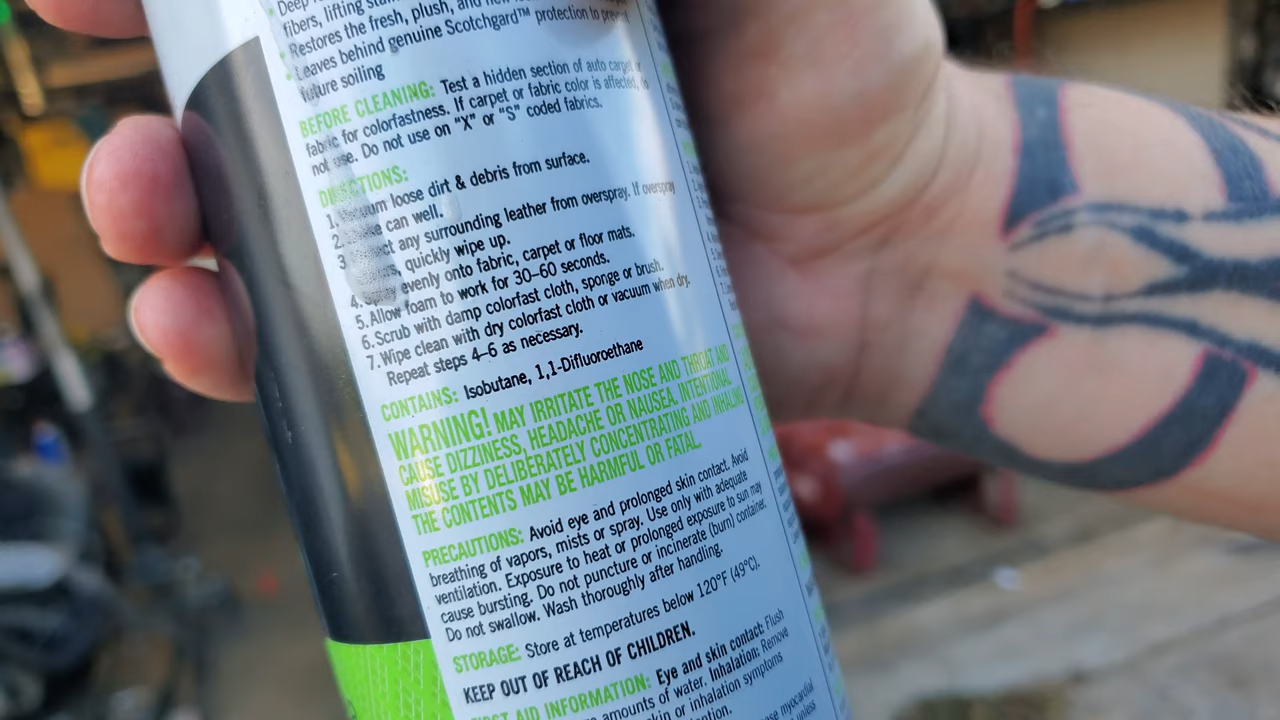 fibers, lifting
Restores the fresh, plush, and
Leaves behind genuine Scotchgard™ protection to
future soiling
BEFORE CLEANING: Test a hidden section of auto carpet or
fabric for colorfastness. If carpet or fabric color is affected, do
not use. Do not use on "X" or "S" coded fabrics.
DIRECTIONS:
1. Vacuum loose dirt & debris from surface.
2. can well.
3 any surrounding leather from overspray. If overspray
quickly wipe up.
4. evenly onto fabric, carpet or floor mats.
5. Allow foam to work for 30–60 seconds.
6. Scrub with damp colorfast cloth, sponge or brush.
7. Wipe clean with dry colorfast cloth or vacuum when dry.
Repeat steps 4–6 as necessary.
CONTAINS: Isobutane, 1,1-Difluoroethane
WARNING! MAY IRRITATE THE NOSE AND THROAT AND
CAUSE DIZZINESS, HEADACHE OR NAUSEA. INTENTIONAL
MISUSE BY DELIBERATELY CONCENTRATING AND INHALING
THE CONTENTS MAY BE HARMFUL OR FATAL.
PRECAUTIONS: Avoid eye and prolonged skin contact. Avoid
breathing of vapors, mists or spray. Use only with adequate
ventilation. Exposure to heat or prolonged exposure to sun may
cause bursting. Do not puncture or incinerate (burn) container.
Do not swallow. Wash thoroughly after handling.
STORAGE: Store at temperatures below 120°F (49°C).
KEEP OUT OF REACH OF CHILDREN.
FIRST AID INFORMATION: Eye and skin contact: Flush
amounts of water. Inhalation: Remove
skin or inhalation symptoms
myocardial
unless